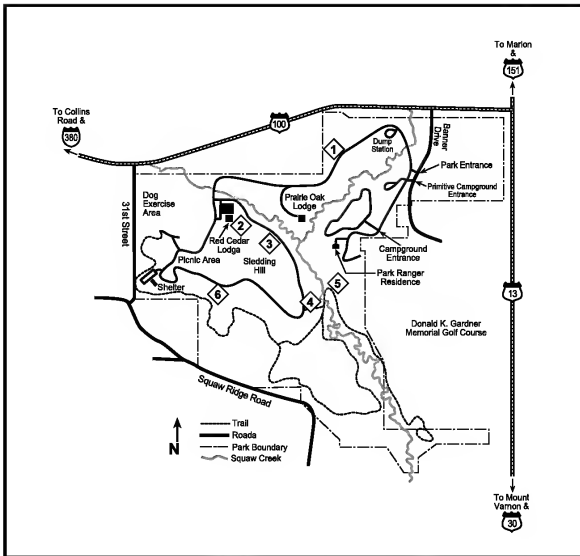 To Marion
&
151
To Collins
Road &
380
100
Banner
Drive
1
Dump
Station
Park Entrance
Primitive Campground
Entrance
31st Street
Dog
Exercise
Area
Prairie Oak
Lodge
2
Red Cedar
Lodga
3
Sledding
Hill
Campground
Entrance
Picnic Area
Park Ranger
Residence
Shelter
6
4
5
13
Donald K. Gardner
Memorial Golf Course
Squaw Ridge Road
N
Trail
Roada
Park Boundary
Squaw Creek
To Mount
Varnon &
30